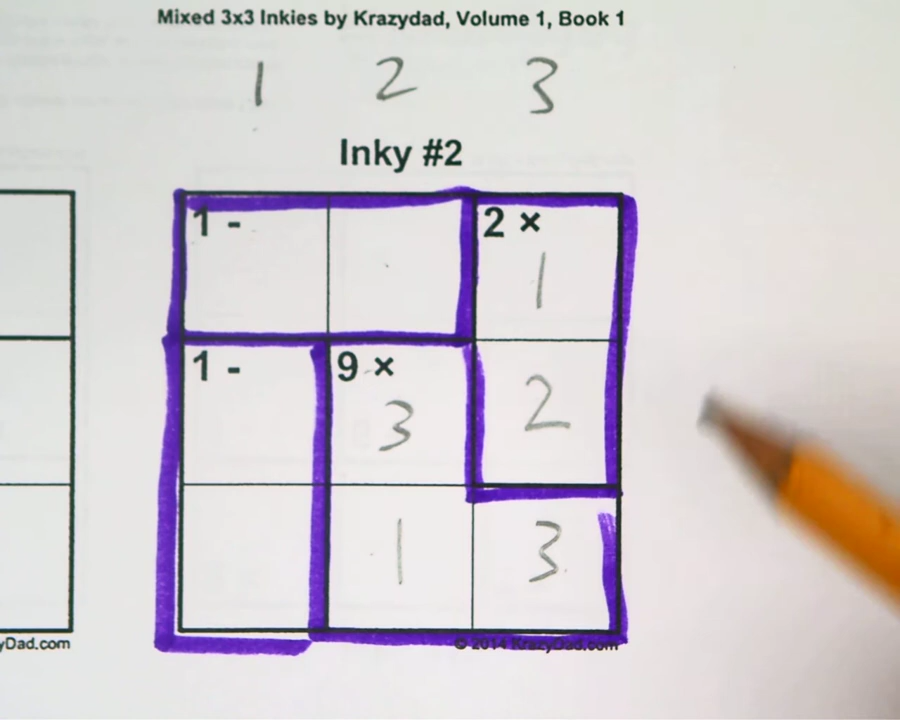 Mixed 3x3 Inkies by Krazydad, Volume 1, Book 1
1 2 3
Inky #2
1 - 2 ×
1
1 - 9 ×
3 2
1 3
yDad.com © 2014 KrazyDad.com